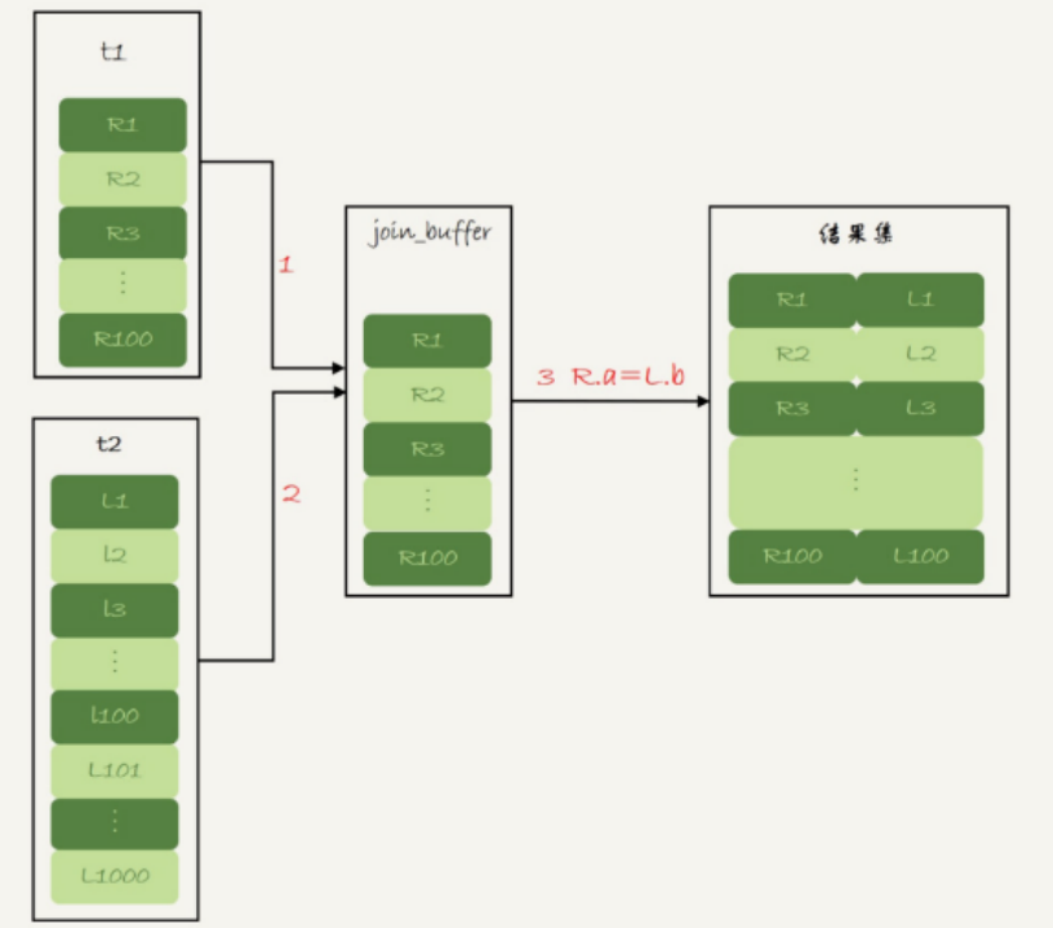 t1
R1
R2
R3
⋮
R100
1
t2
L1
l2
l3
⋮
l100
L101
⋮
L1000
2
join_buffer
R1
R2
R3
⋮
R100
3 R.a=L.b
结果集
R1 L1
R2 L2
R3 L3
⋮
R100 L100